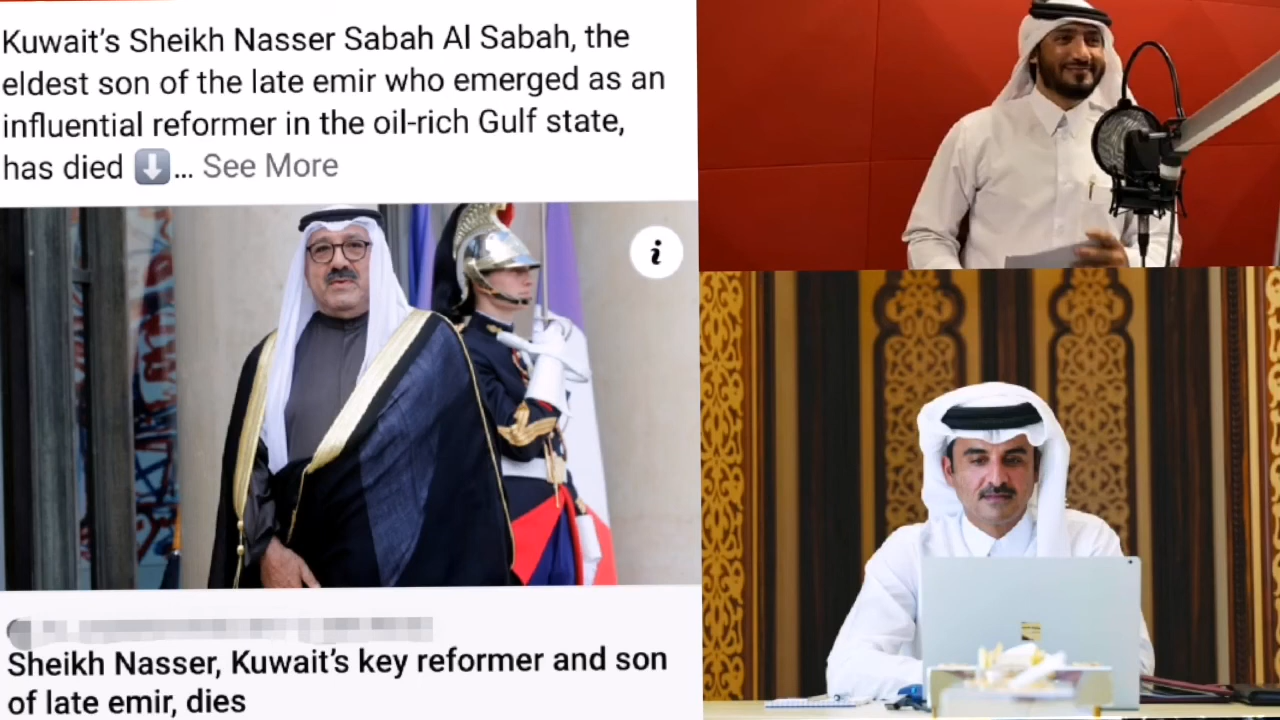 Kuwait’s Sheikh Nasser Sabah Al Sabah, the
eldest son of the late emir who emerged as an
influential reformer in the oil-rich Gulf state,
has died ⬇️... See More
i
Sheikh Nasser, Kuwait’s key reformer and son
of late emir, dies